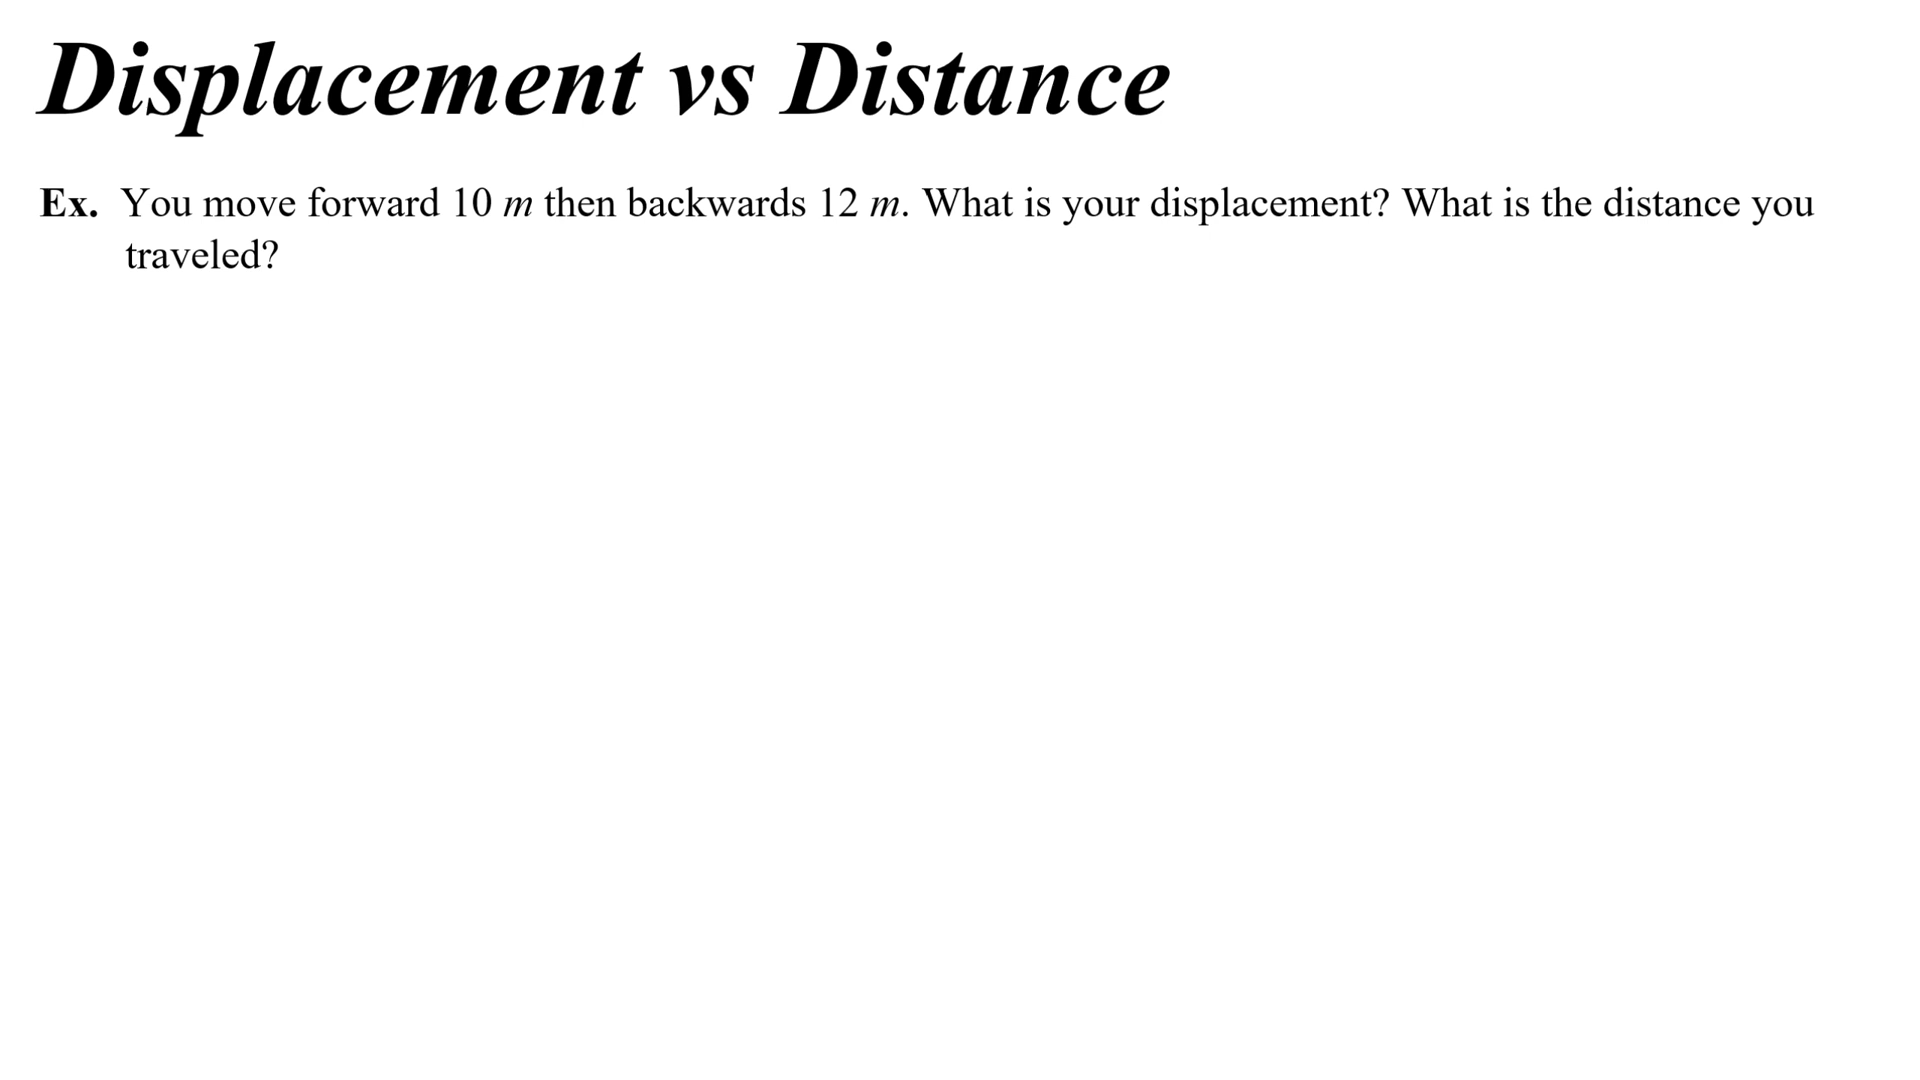 Displacement vs Distance
Ex. You move forward 10 m then backwards 12 m. What is your displacement? What is the distance you
traveled?